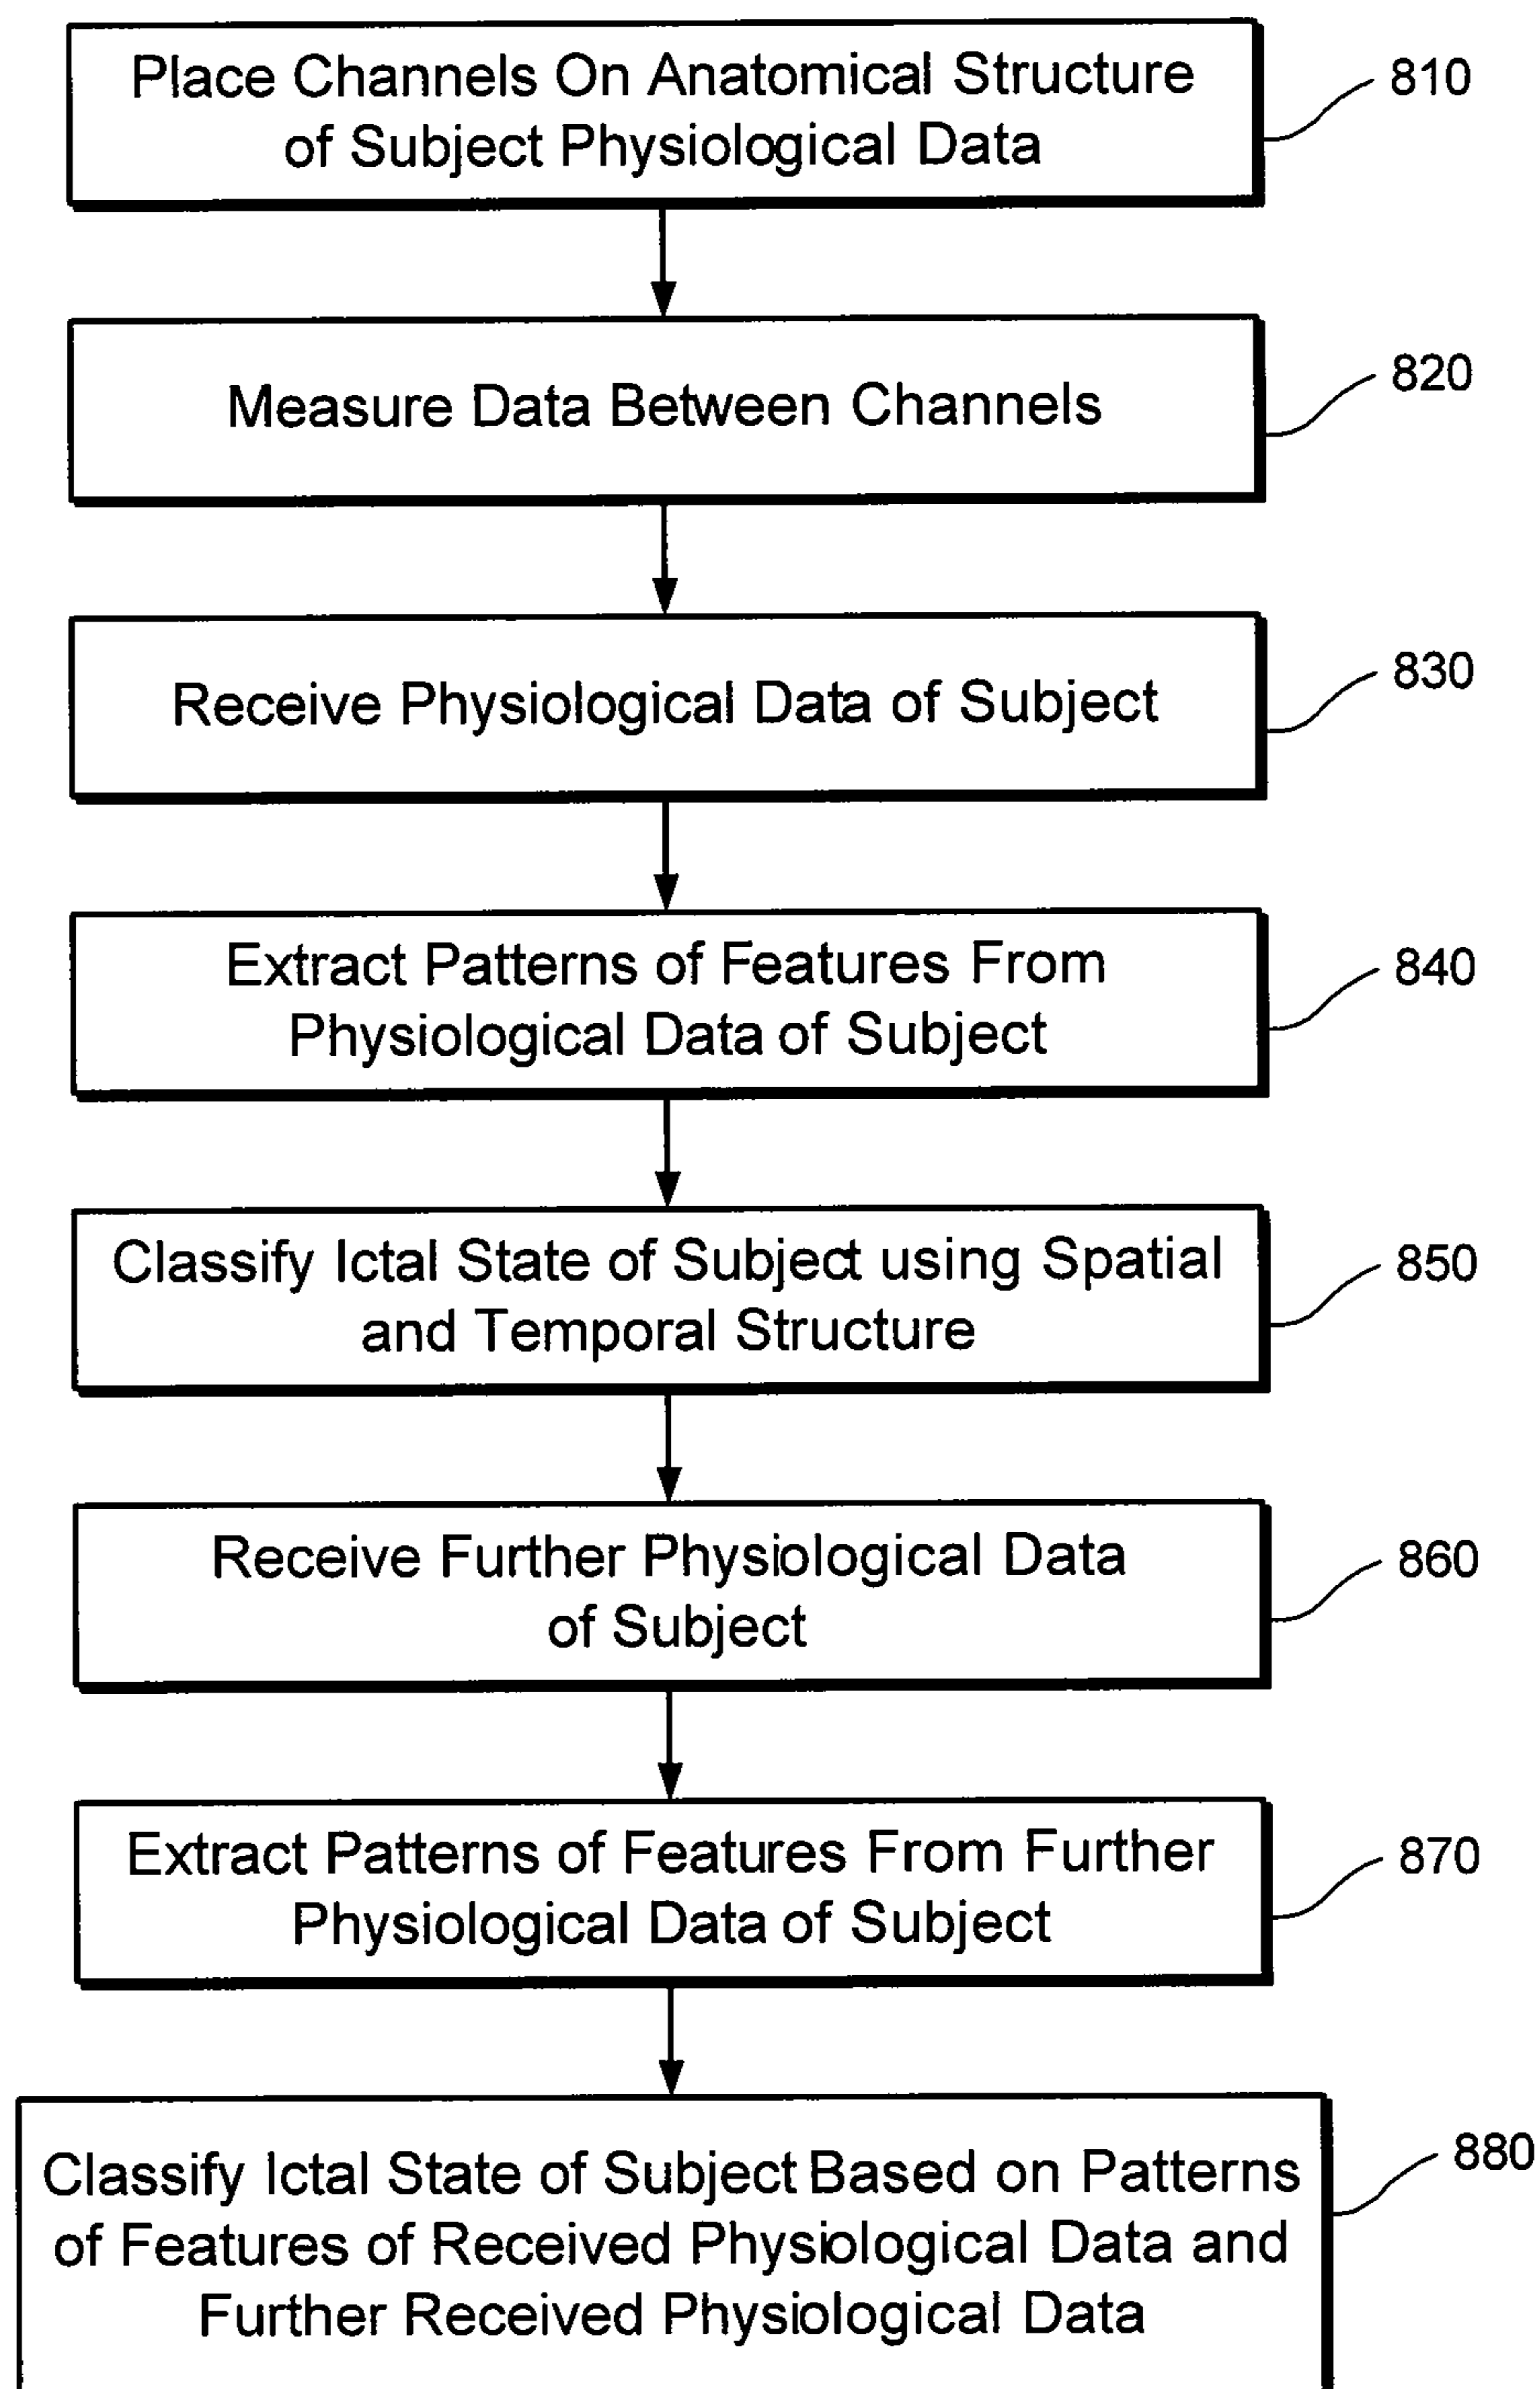 Place Channels On Anatomical Structure
of Subject Physiological Data
810
Measure Data Between Channels
820
Receive Physiological Data of Subject
830
Extract Patterns of Features From
Physiological Data of Subject
840
Classify Ictal State of Subject using Spatial
and Temporal Structure
850
Receive Further Physiological Data
of Subject
860
Extract Patterns of Features From Further
Physiological Data of Subject
870
Classify Ictal State of Subject Based on Patterns
of Features of Received Physiological Data and
Further Received Physiological Data
880